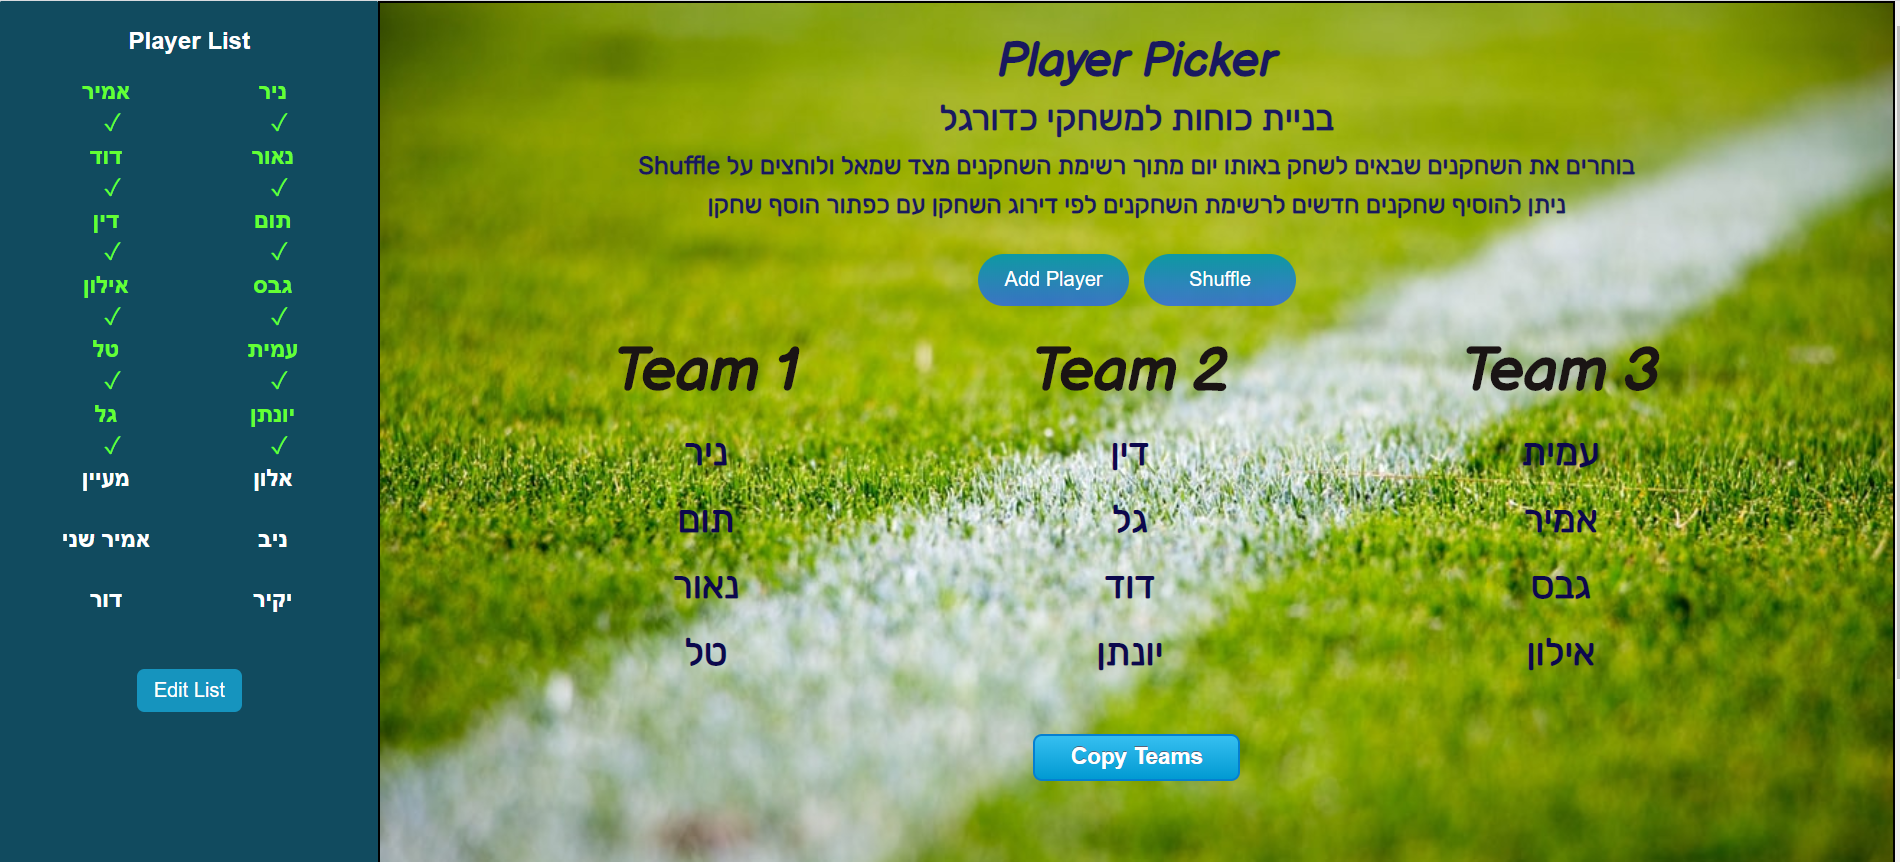 Player List
ניר אמיר
✓ ✓
נאור דוד
✓ ✓
תום דין
✓ ✓
גבס אילון
✓ ✓
עמית טל
✓ ✓
יונתן גל
✓ ✓
אלון מעיין
ניב אמיר שני
יקיר דור
Edit List
Player Picker
בניית כוחות למשחקי כדורגל
בוחרים את השחקנים שבאים לשחק באותו יום מתוך רשימת השחקנים מצד שמאל ולוחצים על Shuffle
ניתן להוסיף שחקנים חדשים לרשימת השחקנים לפי דירוג השחקן עם כפתור הוסף שחקן
Add Player Shuffle
Team 1 Team 2 Team 3
ניר דין עמית
תום גל אמיר
נאור דוד גבס
טל יונתן אילון
Copy Teams